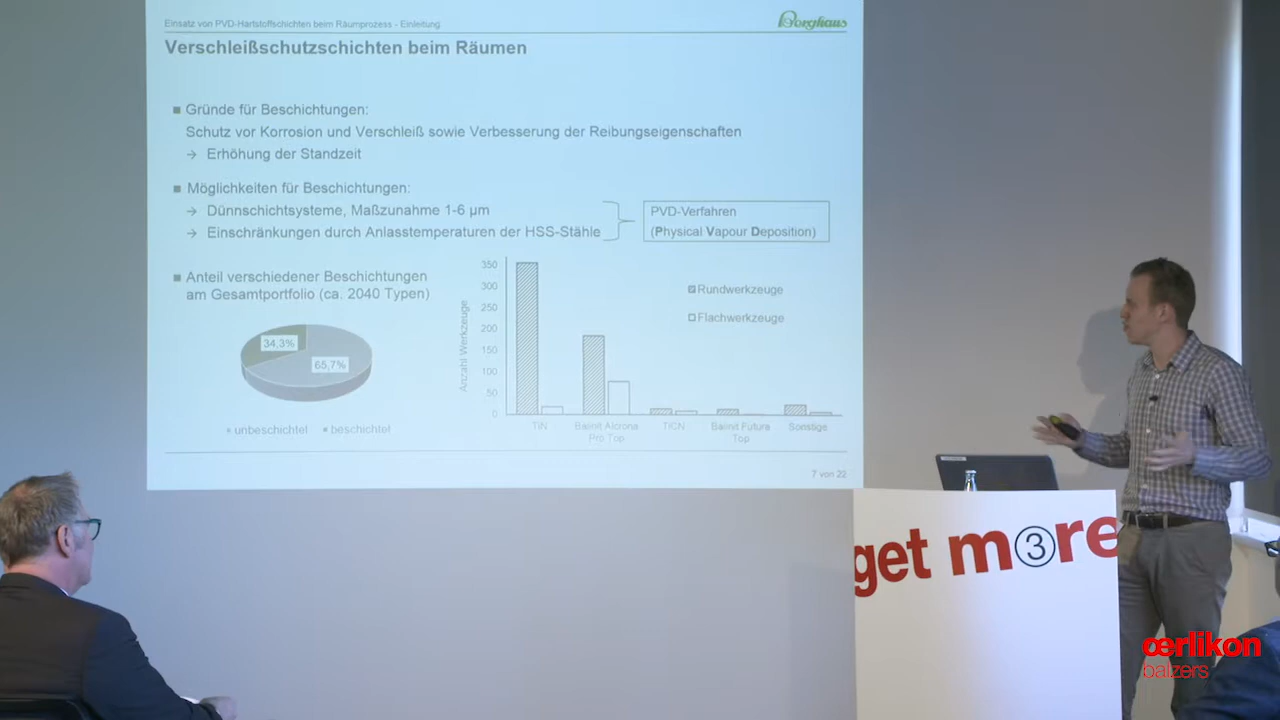 Einsatz von PVD-Hartstoffschichten beim Räumprozess - Einleitung
Borghaus
Verschleißschutzschichten beim Räumen
Gründe für Beschichtungen:
Schutz vor Korrosion und Verschleiß sowie Verbesserung der Reibungseigenschaften
→ Erhöhung der Standzeit
Möglichkeiten für Beschichtungen:
→ Dünnschichtsysteme, Maßzunahme 1-6 µm
→ Einschränkungen durch Anlasstemperaturen der HSS-Stähle
PVD-Verfahren
(Physical Vapour Deposition)
Anteil verschiedener Beschichtungen
am Gesamtportfolio (ca. 2040 Typen)
34,3%
65,7%
unbeschichtet
beschichtet
Anzahl Werkzeuge
350
300
250
200
150
100
50
0
Rundwerkzeuge
Flachwerkzeuge
TiN
Balinit Alcrona
Pro Top
TiCN
Balinit Futura
Top
Sonstige
7 von 22
get m3re
œrlikon
balzers